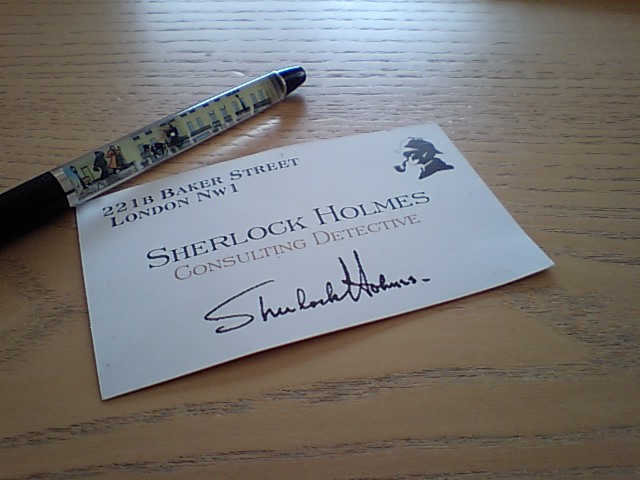 221B BAKER STREET
LONDON NW1
SHERLOCK HOLMES
CONSULTING DETECTIVE
Sherlock Holmes.